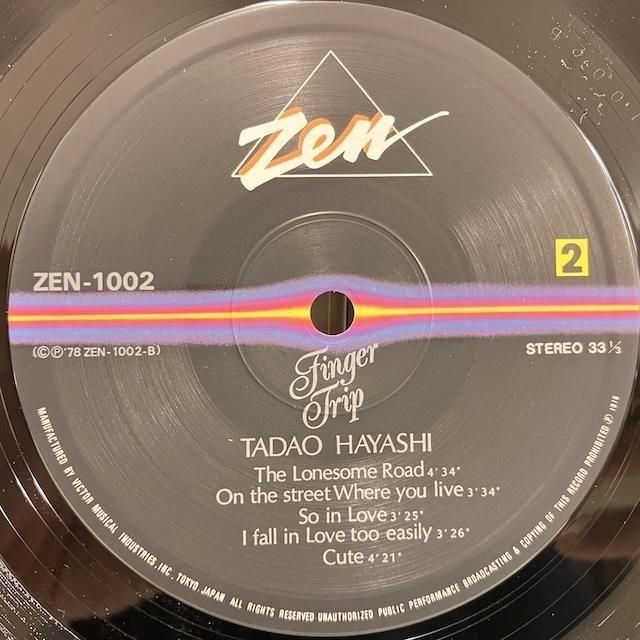 Zen
2
ZEN-1002
(©℗'78 ZEN-1002-B)
STEREO 33 ⅓
Finger
Trip
TADAO HAYASHI
The Lonesome Road 4'34"
On the street Where you live 3'34"
So in Love 3'25"
I fall in Love too easily 3'26"
Cute 4'21"
MANUFACTURED BY VICTOR MUSICAL INDUSTRIES, INC. TOKYO, JAPAN ALL RIGHTS RESERVED UNAUTHORIZED PUBLIC PERFORMANCE BROADCASTING & COPYING OF THIS RECORD PROHIBITED ℗ 1978